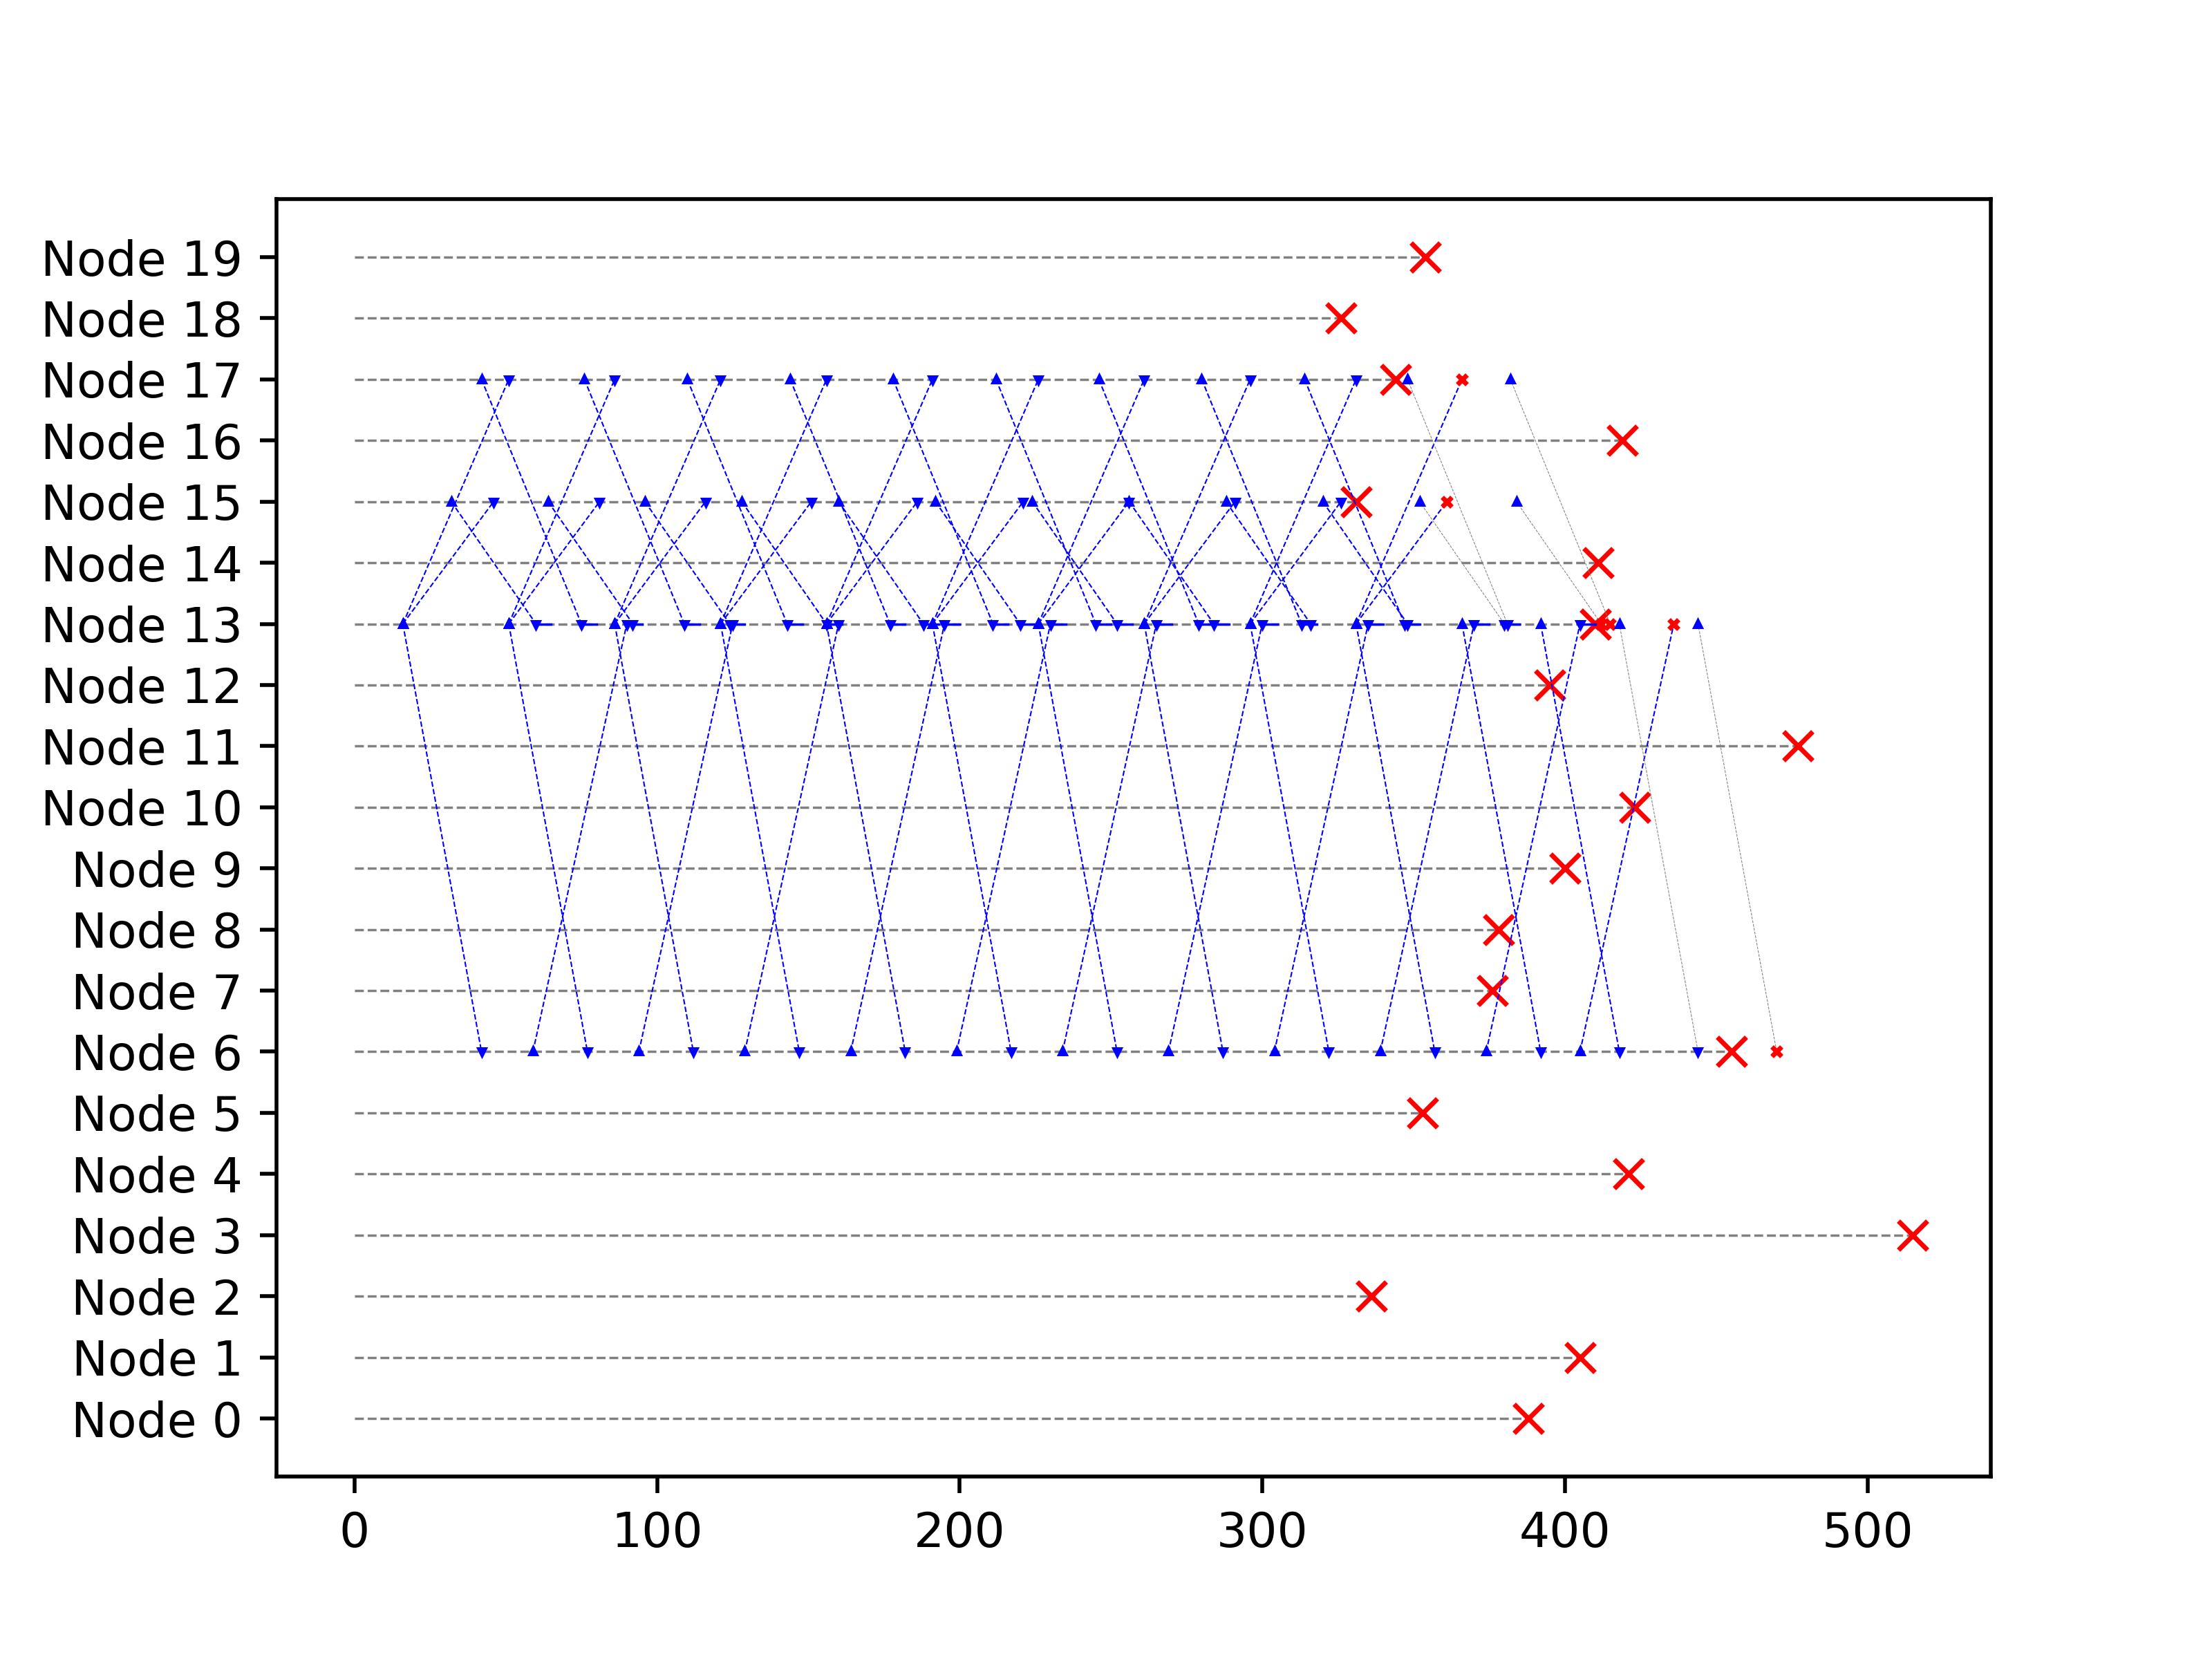 Node 19
Node 18
Node 17
Node 16
Node 15
Node 14
Node 13
Node 12
Node 11
Node 10
Node 9
Node 8
Node 7
Node 6
Node 5
Node 4
Node 3
Node 2
Node 1
Node 0
0 100 200 300 400 500